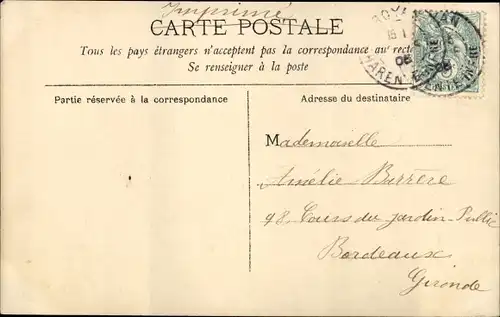 Imprimé
CARTE POSTALE
Tous les pays étrangers n'acceptent pas la correspondance au recto
Se renseigner à la poste
Partie réservée à la correspondance
Adresse du destinataire
Mademoiselle
Amélie Barrère
98. Cours du Jardin-Public
Bordeaux
Gironde